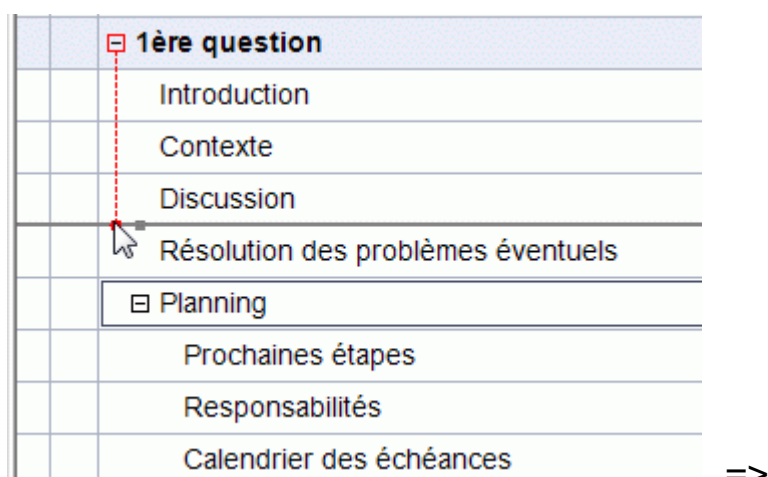 1ère question
Introduction
Contexte
Discussion
Résolution des problèmes éventuels
Planning
Prochaines étapes
Responsabilités
Calendrier des échéances
=>